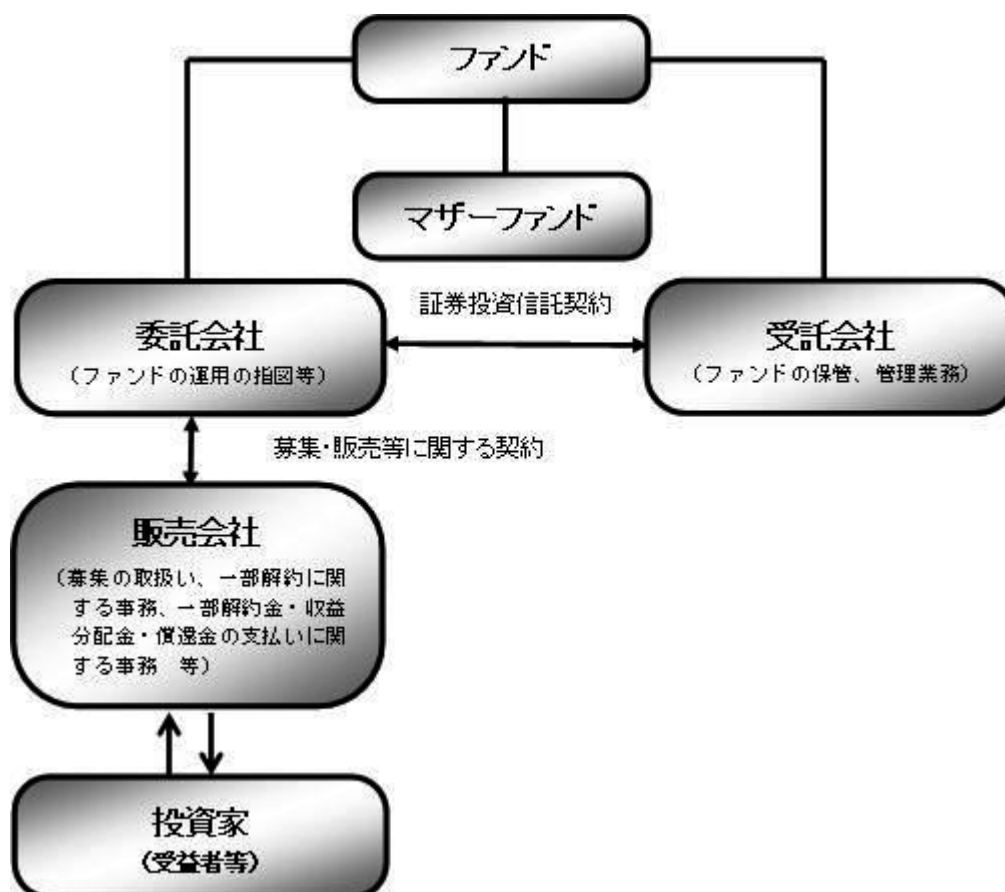 ファンド
マザーファンド
証券投資信託契約
委託会社
（ファンドの運用の指図等）
受託会社
（ファンドの保管、管理業務）
募集・販売等に関する契約
販売会社
（募集の取扱い、一部解約に関
する事務、一部解約金・収益
分配金・償還金の支払いに関
する事務　等）
投資家
（受益者等）